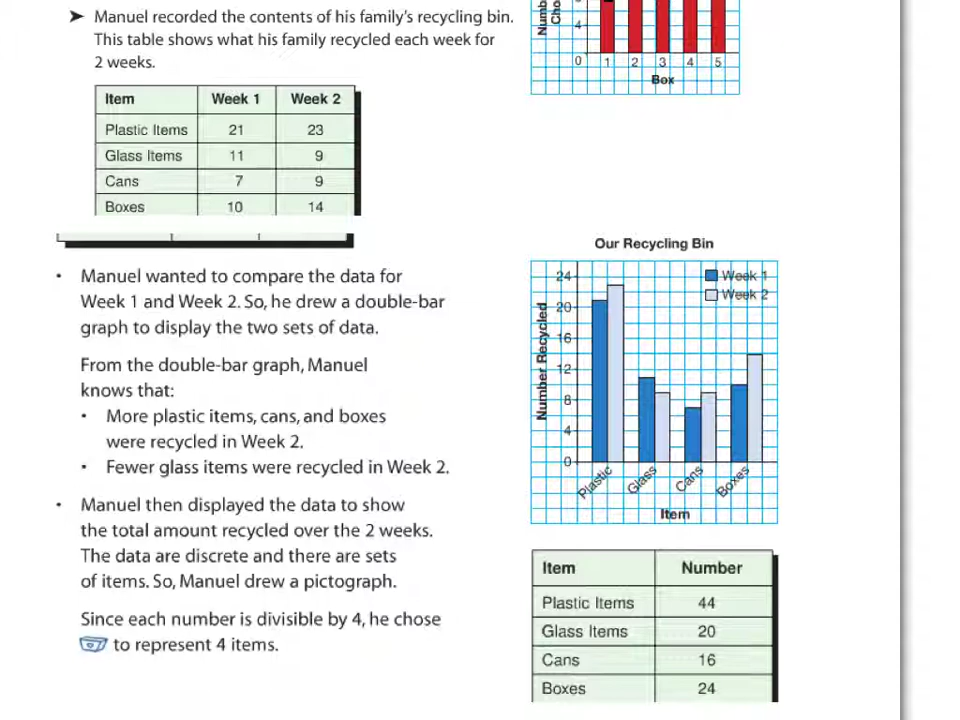 ➤ Manuel recorded the contents of his family's recycling bin.
This table shows what his family recycled each week for
2 weeks.
Item Week 1 Week 2
Plastic Items 21 23
Glass Items 11 9
Cans 7 9
Boxes 10 14
• Manuel wanted to compare the data for
Week 1 and Week 2. So, he drew a double-bar
graph to display the two sets of data.
From the double-bar graph, Manuel
knows that:
• More plastic items, cans, and boxes
were recycled in Week 2.
• Fewer glass items were recycled in Week 2.
• Manuel then displayed the data to show
the total amount recycled over the 2 weeks.
The data are discrete and there are sets
of items. So, Manuel drew a pictograph.
Since each number is divisible by 4, he chose
to represent 4 items.
4
0 1 2 3 4 5
Box
Our Recycling Bin
Number Recycled
24
20
16
12
8
4
0
Week 1
Week 2
Plastic Glass Cans Boxes
Item
Item Number
Plastic Items 44
Glass Items 20
Cans 16
Boxes 24